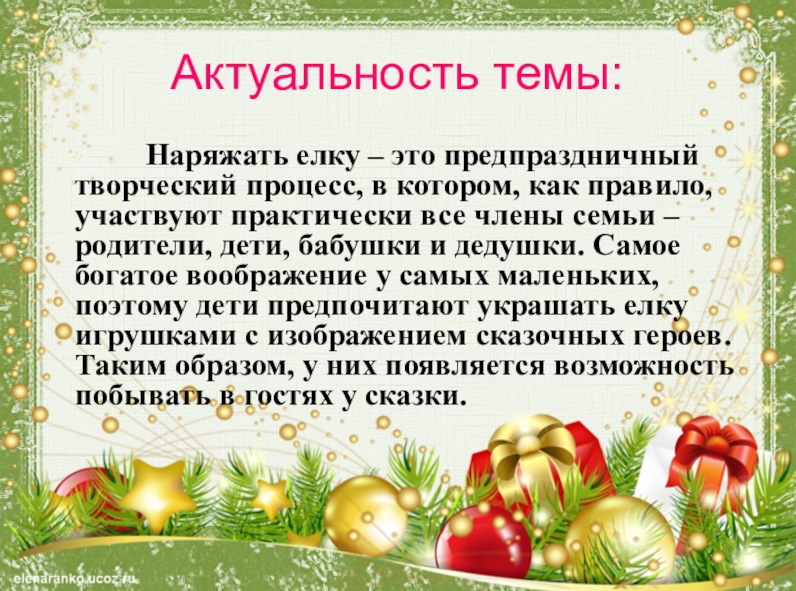 Актуальность темы:
Наряжать елку – это предпраздничный
творческий процесс, в котором, как правило,
участвуют практически все члены семьи –
родители, дети, бабушки и дедушки. Самое
богатое воображение у самых маленьких,
поэтому дети предпочитают украшать елку
игрушками с изображением сказочных героев.
Таким образом, у них появляется возможность
побывать в гостях у сказки.
elenaranko.ucoz.ru